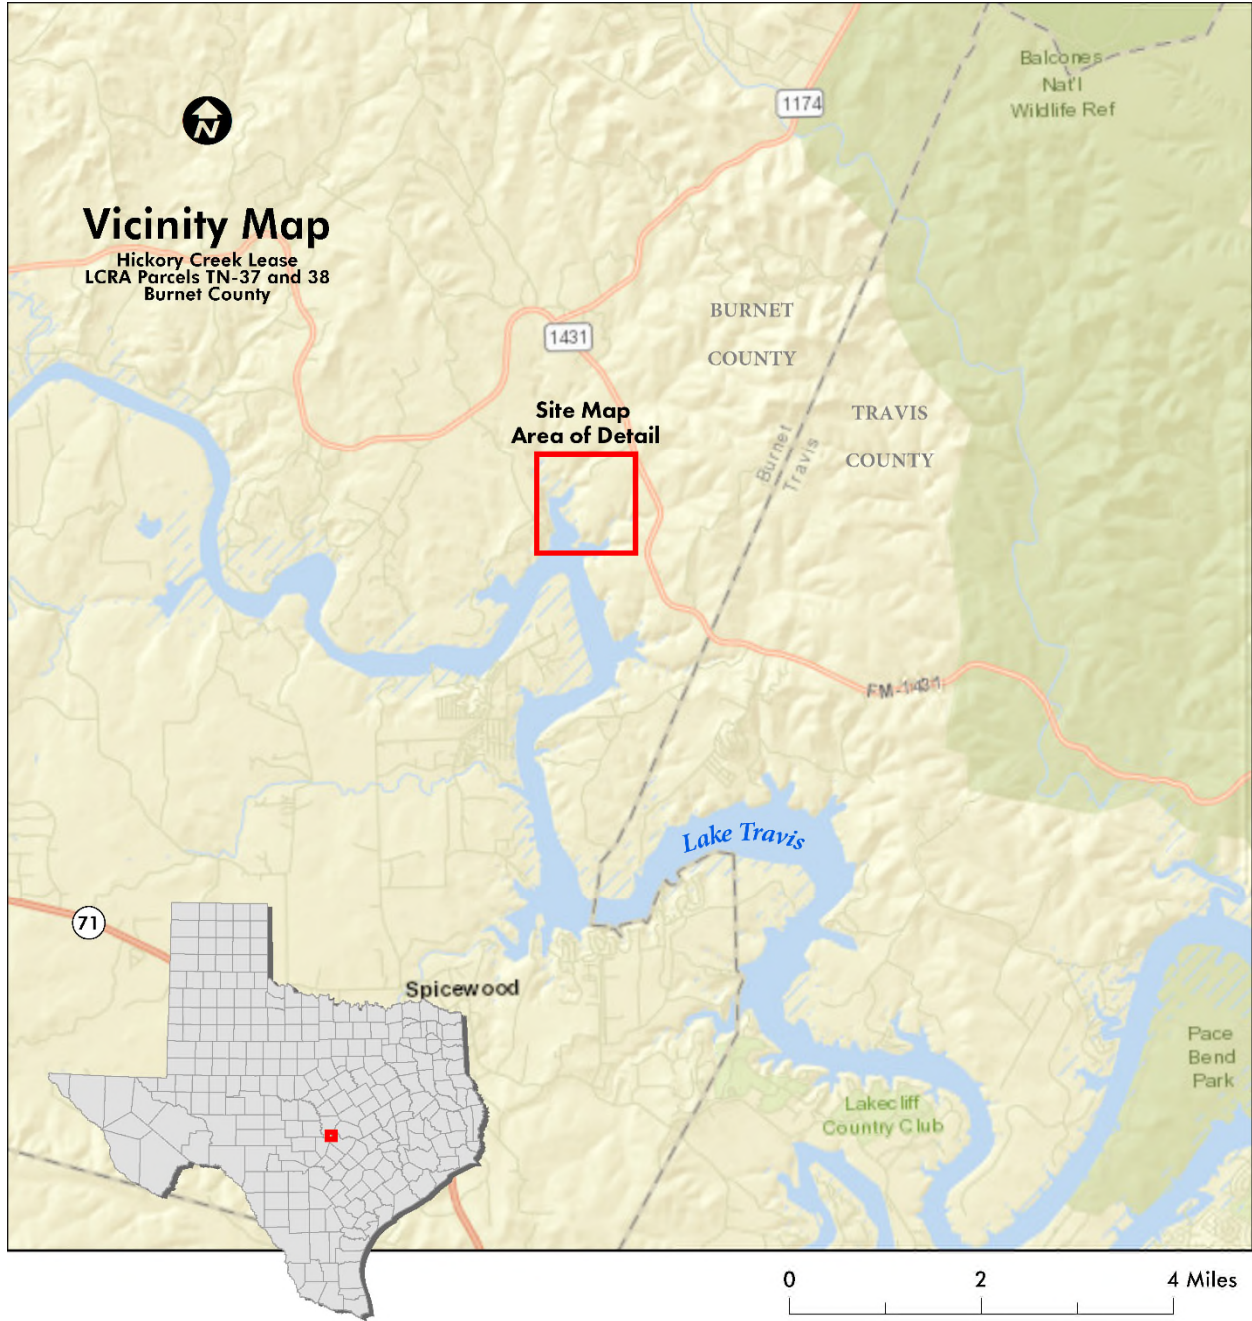 Balcones
Nat'l
Wildlife Ref
1174
N
Vicinity Map
Hickory Creek Lease
LCRA Parcels TN-37 and 38
Burnet County
BURNET
COUNTY
1431
TRAVIS
COUNTY
Site Map
Area of Detail
Burnet
Travis
FM-1431
Lake Travis
71
Spicewood
Pace
Bend
Park
Lakecliff
Country Club
0 2 4 Miles